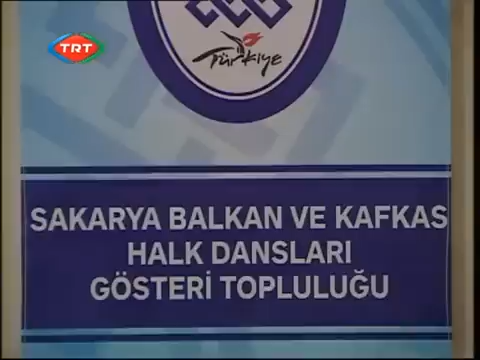 TRT
Türkiye
SAKARYA BALKAN VE KAFKAS
HALK DANSLARI
GÖSTERİ TOPLULUĞU